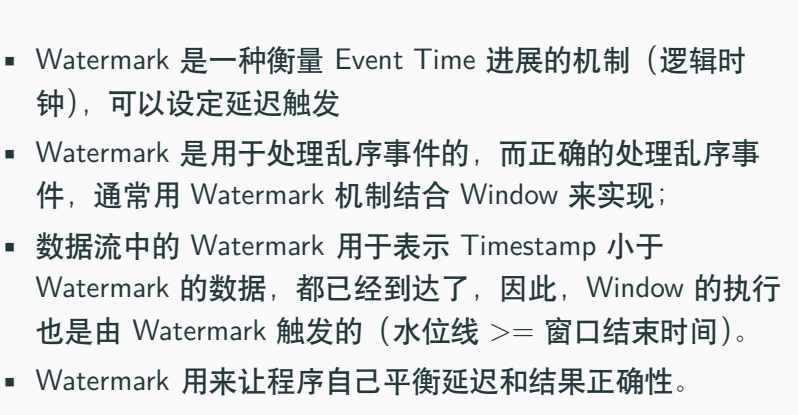 ▪ Watermark 是一种衡量 Event Time 进展的机制（逻辑时
钟），可以设定延迟触发
▪ Watermark 是用于处理乱序事件的，而正确的处理乱序事
件，通常用 Watermark 机制结合 Window 来实现；
▪ 数据流中的 Watermark 用于表示 Timestamp 小于
Watermark 的数据，都已经到达了，因此，Window 的执行
也是由 Watermark 触发的（水位线 >= 窗口结束时间）。
▪ Watermark 用来让程序自己平衡延迟和结果正确性。